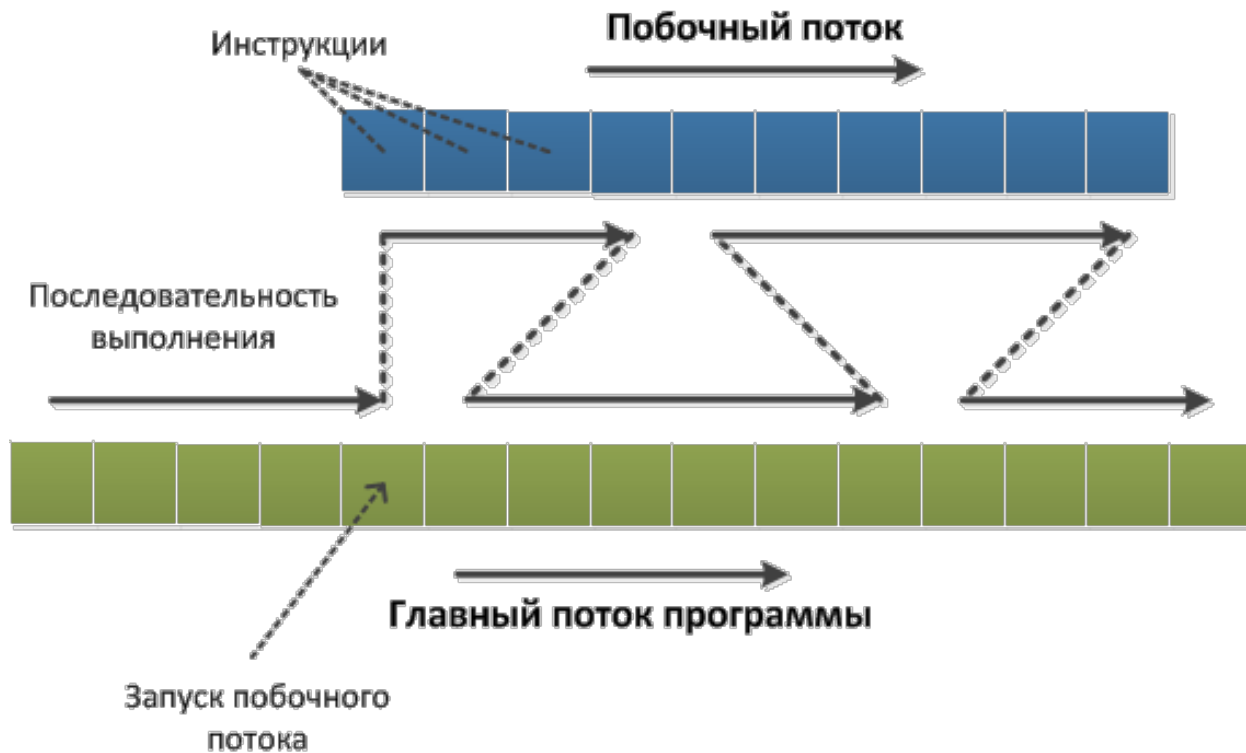 Побочный поток
Инструкции
Последовательность
выполнения
Главный поток программы
Запуск побочного
потока